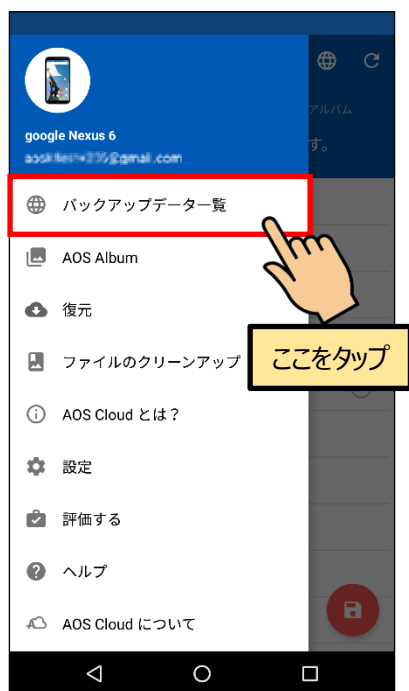 アルバム
google Nexus 6
す。
バックアップデータ一覧
AOS Album
復元
ファイルのクリーンアップ
ここをタップ
AOS Cloud とは？
設定
評価する
ヘルプ
AOS Cloud について